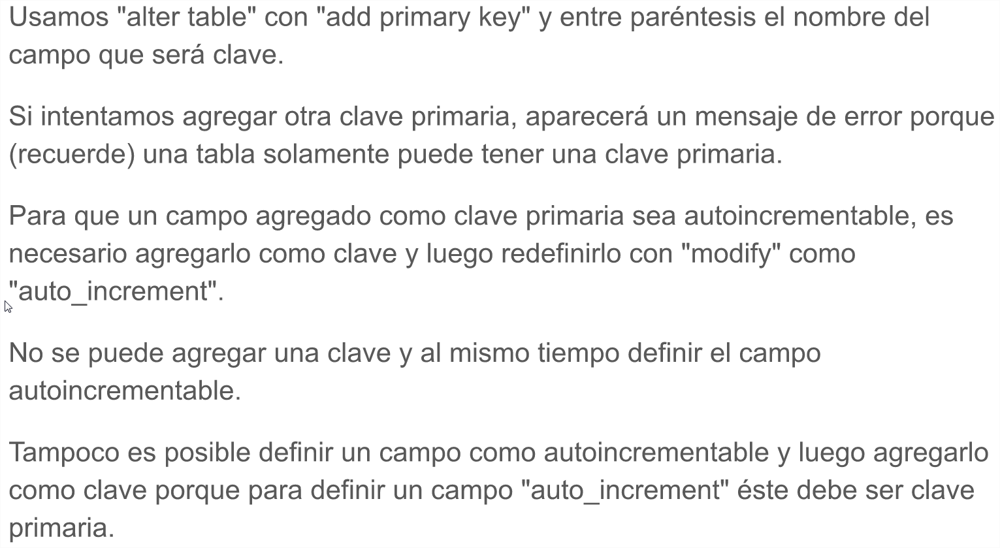 Usamos "alter table" con "add primary key" y entre paréntesis el nombre del
campo que será clave.
Si intentamos agregar otra clave primaria, aparecerá un mensaje de error porque
(recuerde) una tabla solamente puede tener una clave primaria.
Para que un campo agregado como clave primaria sea autoincrementable, es
necesario agregarlo como clave y luego redefinirlo con "modify" como
"auto_increment".
No se puede agregar una clave y al mismo tiempo definir el campo
autoincrementable.
Tampoco es posible definir un campo como autoincrementable y luego agregarlo
como clave porque para definir un campo "auto_increment" éste debe ser clave
primaria.